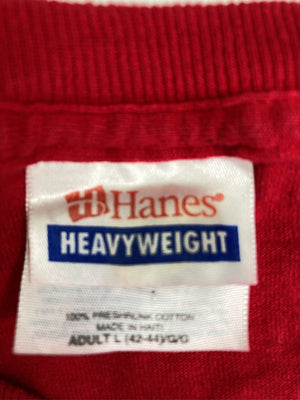 Hanes®
HEAVYWEIGHT
100% PRESHRUNK COTTON
MADE IN HAITI
ADULT L (42-44)/G/G